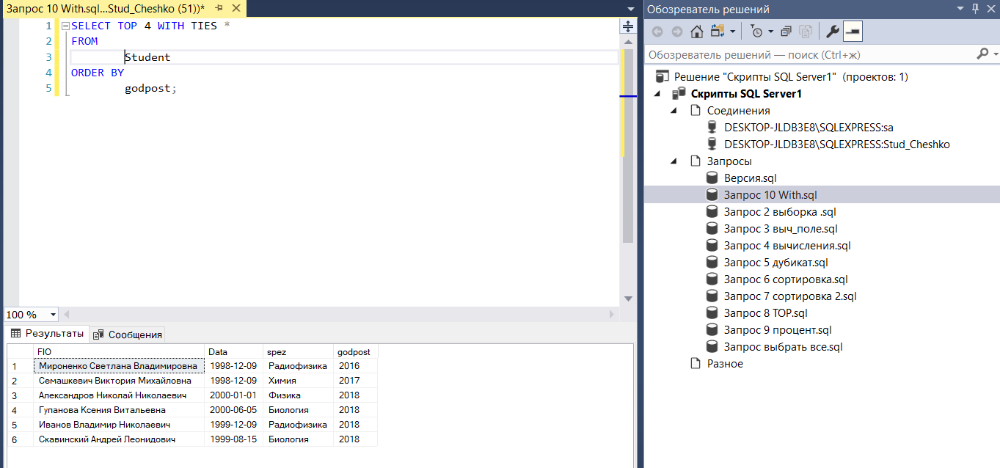 Запрос 10 With.sql...Stud_Cheshko (51))*
1 SELECT TOP 4 WITH TIES *
2 FROM
3 Student
4 ORDER BY
5 godpost;
100 %
Результаты Сообщения
FIO Data spez godpost
1 Мироненко Светлана Владимировна 1998-12-09 Радиофизика 2016
2 Семашкевич Виктория Михайловна 1998-12-09 Химия 2017
3 Александров Николай Николаевич 2000-01-01 Физика 2018
4 Гупанова Ксения Витальевна 2000-06-05 Биология 2018
5 Иванов Владимир Николаевич 1999-12-09 Радиофизика 2018
6 Скавинский Андрей Леонидович 1999-08-15 Биология 2018
Обозреватель решений
Обозреватель решений — поиск (Ctrl+ж)
Решение "Скрипты SQL Server1" (проектов: 1)
Скрипты SQL Server1
Соединения
DESKTOP-JLDB3E8\SQLEXPRESS:sa
DESKTOP-JLDB3E8\SQLEXPRESS:Stud_Cheshko
Запросы
Версия.sql
Запрос 10 With.sql
Запрос 2 выборка .sql
Запрос 3 выч_поле.sql
Запрос 4 вычисления.sql
Запрос 5 дубикат.sql
Запрос 6 сортировка.sql
Запрос 7 сортировка 2.sql
Запрос 8 TOP.sql
Запрос 9 процент.sql
Запрос выбрать все.sql
Разное